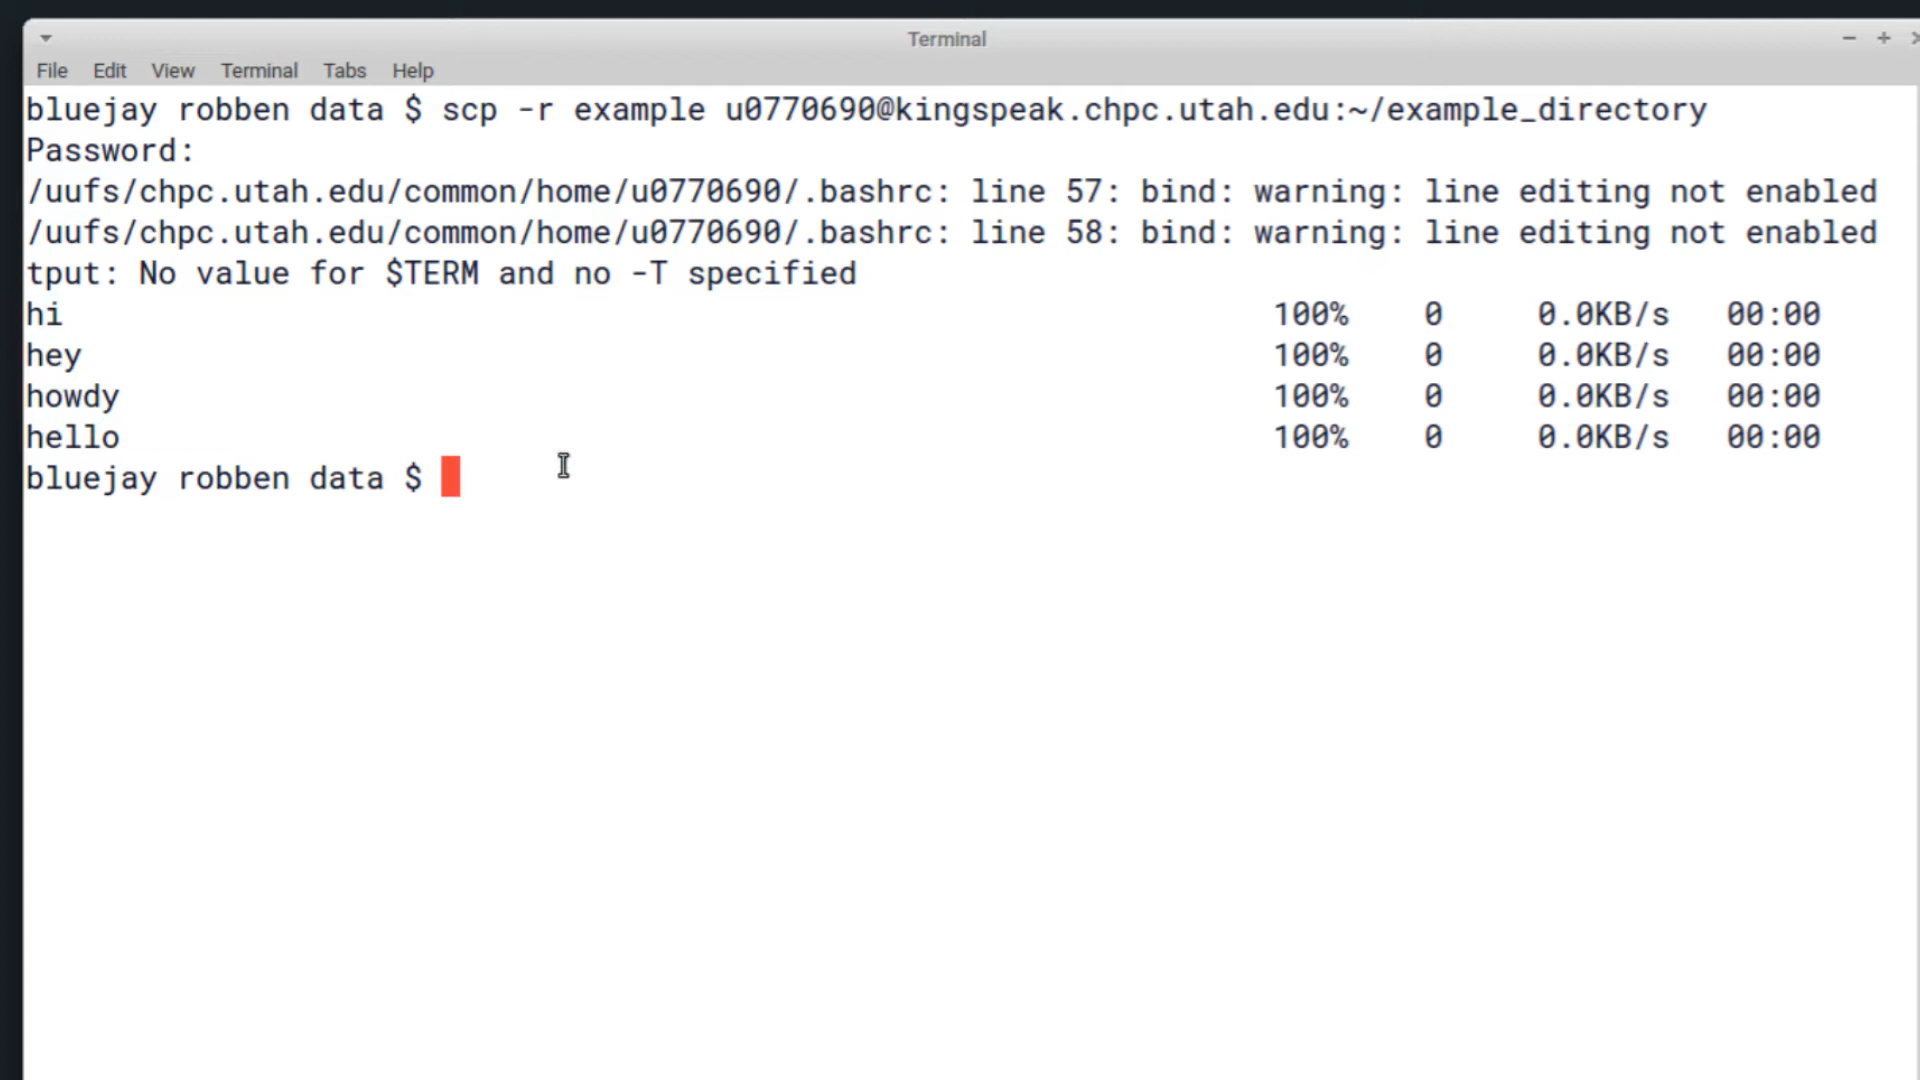 Terminal
File Edit View Terminal Tabs Help
bluejay robben data $ scp -r example u0770690@kingspeak.chpc.utah.edu:~/example_directory
Password:
/uufs/chpc.utah.edu/common/home/u0770690/.bashrc: line 57: bind: warning: line editing not enabled
/uufs/chpc.utah.edu/common/home/u0770690/.bashrc: line 58: bind: warning: line editing not enabled
tput: No value for $TERM and no -T specified
hi 100% 0 0.0KB/s 00:00
hey 100% 0 0.0KB/s 00:00
howdy 100% 0 0.0KB/s 00:00
hello 100% 0 0.0KB/s 00:00
bluejay robben data $